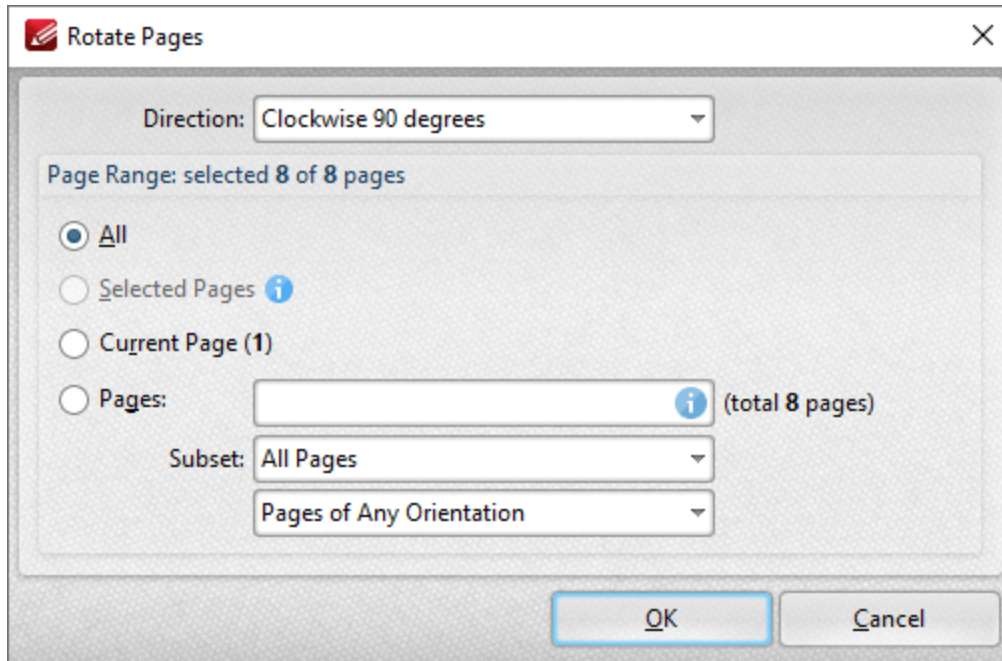 Rotate Pages
Direction: Clockwise 90 degrees
Page Range: selected 8 of 8 pages
All
Selected Pages
Current Page (1)
Pages: (total 8 pages)
Subset: All Pages
Pages of Any Orientation
OK Cancel